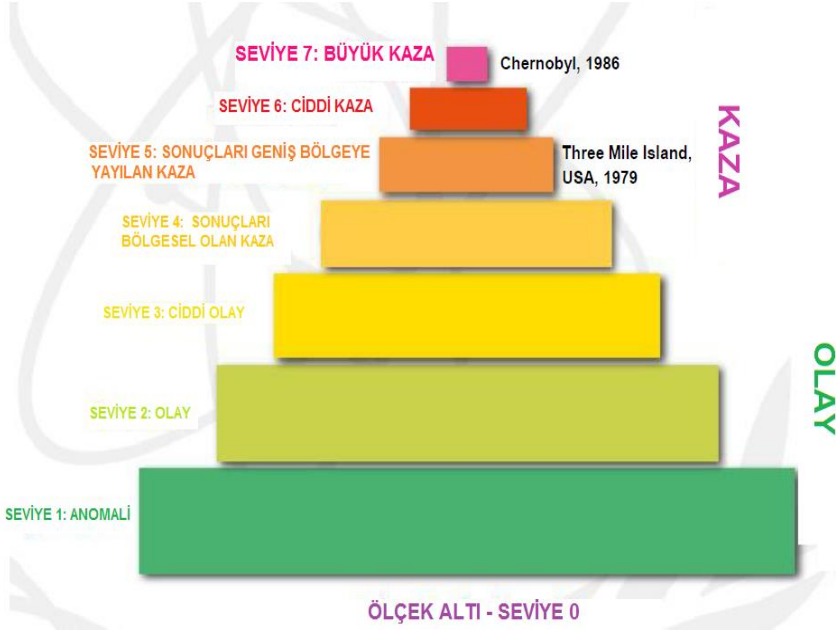 SEVİYE 7: BÜYÜK KAZA
Chernobyl, 1986
SEVİYE 6: CİDDİ KAZA
KAZA
SEVİYE 5: SONUÇLARI GENİŞ BÖLGEYE
YAYILAN KAZA
Three Mile Island,
USA, 1979
SEVİYE 4: SONUÇLARI
BÖLGESEL OLAN KAZA
SEVİYE 3: CİDDİ OLAY
OLAY
SEVİYE 2: OLAY
SEVİYE 1: ANOMALİ
ÖLÇEK ALTI - SEVİYE 0